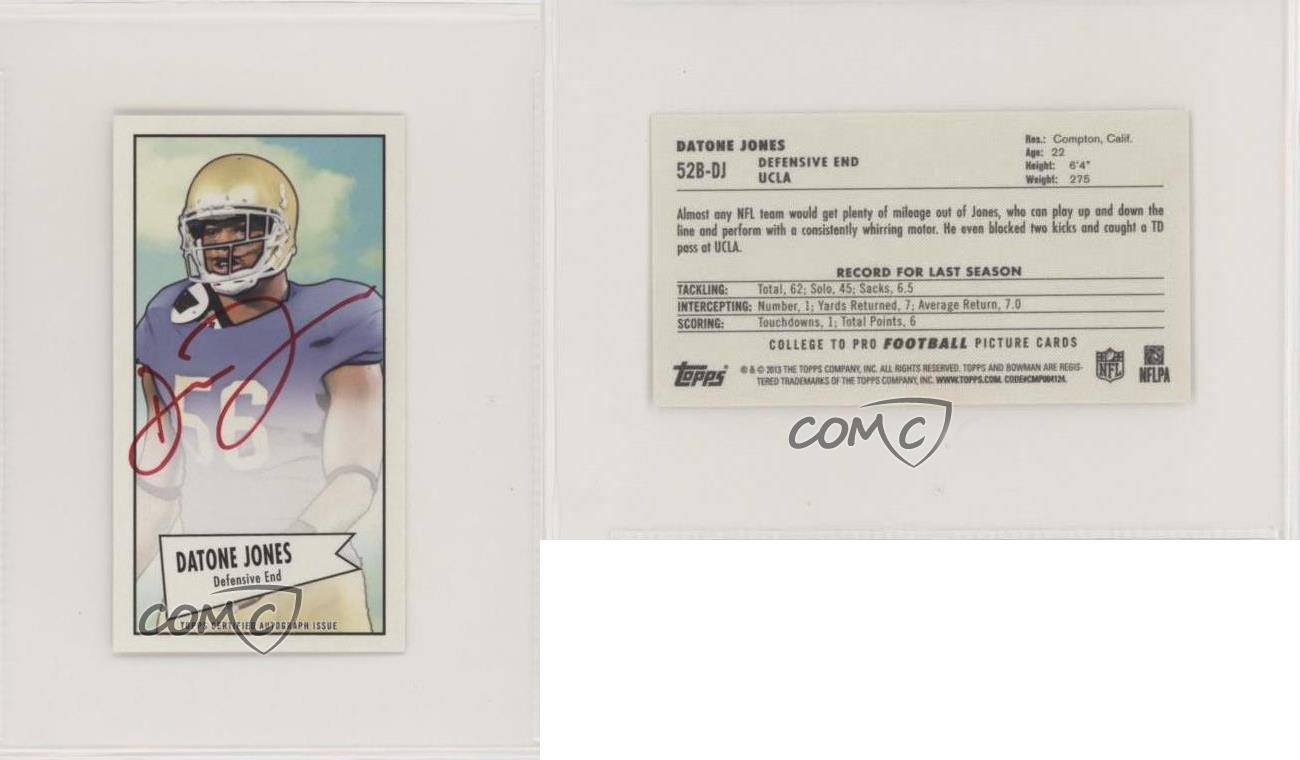 56
DATONE JONES
Defensive End
TOPPS CERTIFIED AUTOGRAPH ISSUE
COMC
DATONE JONES
52B-DJ
DEFENSIVE END
UCLA
Res.: Compton, Calif.
Age: 22
Height: 6'4"
Weight: 275
Almost any NFL team would get plenty of mileage out of Jones, who can play up and down the
line and perform with a consistently whirring motor. He even blocked two kicks and caught a TD
pass at UCLA.
RECORD FOR LAST SEASON
TACKLING: Total, 62; Solo, 45; Sacks, 6.5
INTERCEPTING: Number, 1; Yards Returned, 7; Average Return, 7.0
SCORING: Touchdowns, 1; Total Points, 6
COLLEGE TO PRO FOOTBALL PICTURE CARDS
Topps
® & © 2013 THE TOPPS COMPANY, INC. ALL RIGHTS RESERVED. TOPPS AND BOWMAN ARE REGIS-
TERED TRADEMARKS OF THE TOPPS COMPANY, INC. WWW.TOPPS.COM. CODE#CMP004124.
NFL
NFLPA
COMC